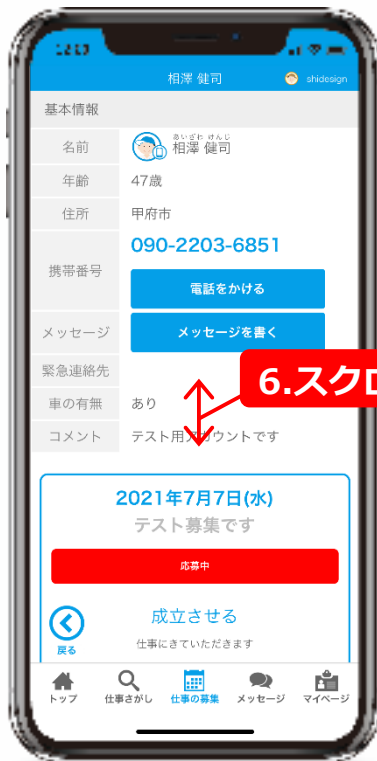 12:13
相澤 健司
shidesign
基本情報
名前
あいざわ けんじ
相澤 健司
年齢
47歳
住所
甲府市
携帯番号
090-2203-6851
電話をかける
メッセージ
メッセージを書く
緊急連絡先
6.スクロ
車の有無
あり
コメント
テスト用アカウントです
2021年7月7日(水)
テスト募集です
応募中
成立させる
戻る
仕事にきていただきます
トップ
仕事さがし
仕事の募集
メッセージ
マイページ